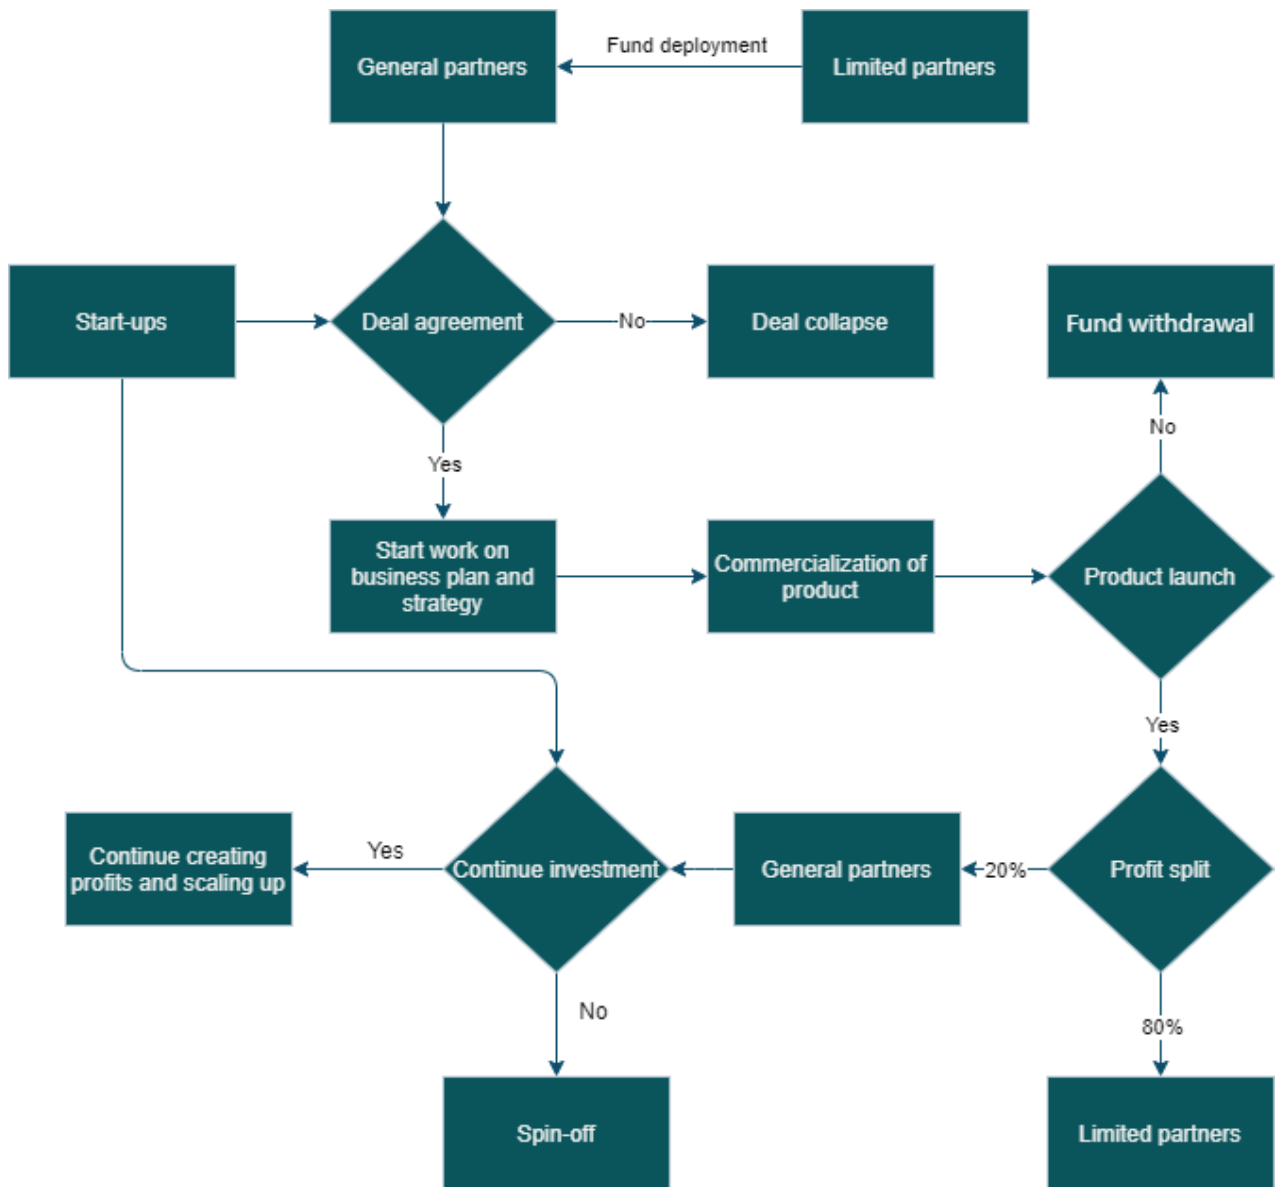 General partners
Fund deployment
Limited partners
Start-ups
Deal agreement
No
Deal collapse
Fund withdrawal
No
Yes
Start work on
business plan and
strategy
Commercialization of
product
Product launch
Yes
Continue creating
profits and scaling up
Yes
Continue investment
General partners
20%
Profit split
No
80%
Spin-off
Limited partners